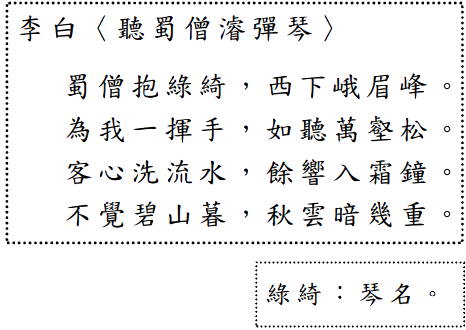 李白〈聽蜀僧濬彈琴〉
蜀僧抱綠綺，西下峨眉峰。
為我一揮手，如聽萬壑松。
客心洗流水，餘響入霜鐘。
不覺碧山暮，秋雲暗幾重。
綠綺：琴名。